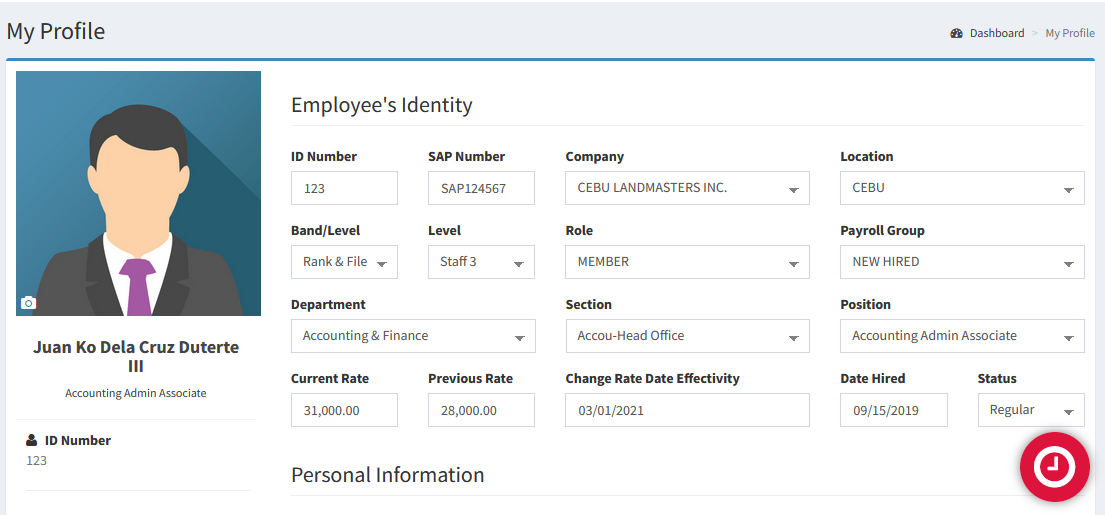 My Profile
Dashboard > My Profile
Juan Ko Dela Cruz Duterte
III
Accounting Admin Associate
ID Number
123
Employee's Identity
ID Number SAP Number Company Location
123 SAP124567 CEBU LANDMASTERS INC. CEBU
Band/Level Level Role Payroll Group
Rank & File Staff 3 MEMBER NEW HIRED
Department Section Position
Accounting & Finance Accou-Head Office Accounting Admin Associate
Current Rate Previous Rate Change Rate Date Effectivity Date Hired Status
31,000.00 28,000.00 03/01/2021 09/15/2019 Regular
Personal Information